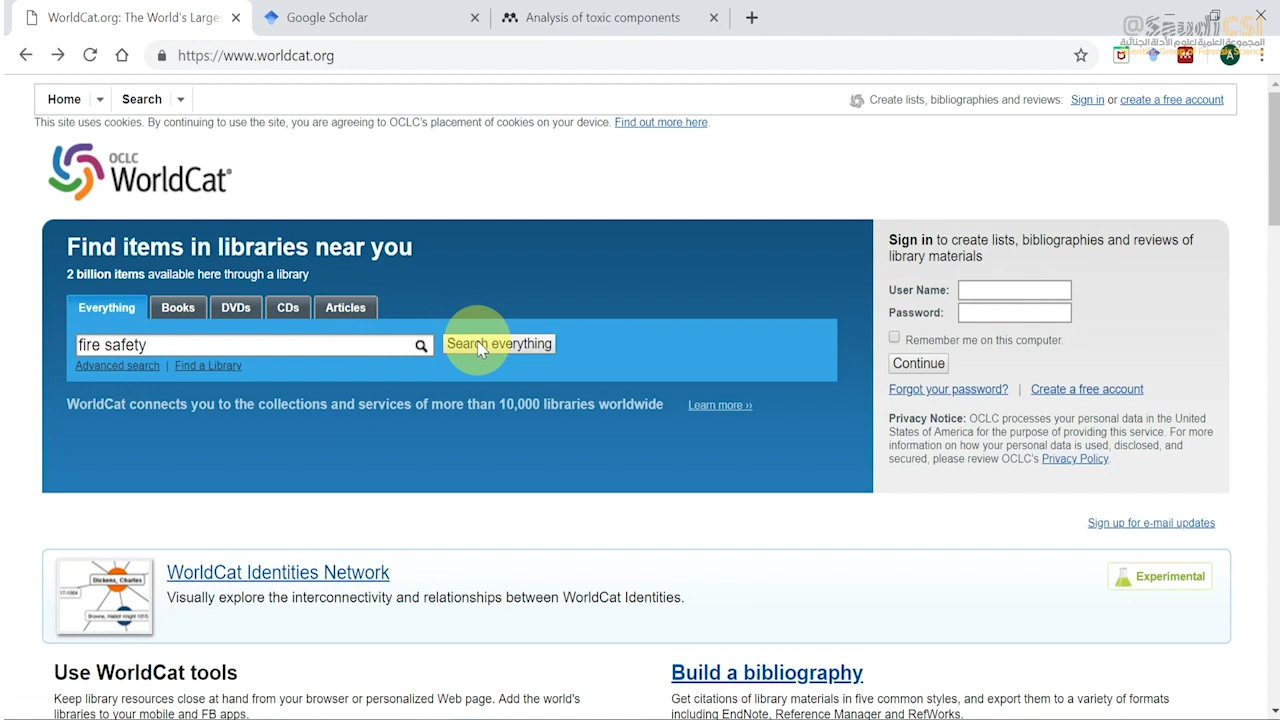 WorldCat.org: The World's Large
Google Scholar
Analysis of toxic components
@SaudiCSI
المجموعة العلمية لعلوم الأدلة الجنائية
https://www.worldcat.org
A
Home
Search
Create lists, bibliographies and reviews: Sign in or create a free account
This site uses cookies. By continuing to use the site, you are agreeing to OCLC's placement of cookies on your device. Find out more here.
OCLC
WorldCat®
Find items in libraries near you
2 billion items available here through a library
Everything
Books
DVDs
CDs
Articles
fire safety
Search everything
Advanced search | Find a Library
WorldCat connects you to the collections and services of more than 10,000 libraries worldwide
Learn more ››
Sign in to create lists, bibliographies and reviews of
library materials
User Name:
Password:
Remember me on this computer.
Continue
Forgot your password? | Create a free account
Privacy Notice: OCLC processes your personal data in the United
States of America for the purpose of providing this service. For more
information on how your personal data is used, disclosed, and
secured, please review OCLC's Privacy Policy.
Sign up for e-mail updates
Dickens, Charles
WorldCat Identities Network
Visually explore the interconnectivity and relationships between WorldCat Identities.
Experimental
Use WorldCat tools
Keep library resources close at hand from your browser or personalized Web page. Add the world's
libraries to your mobile and FB apps.
Build a bibliography
Get citations of library materials in five common styles, and export them to a variety of formats
including EndNote, Reference Manager and RefWorks.